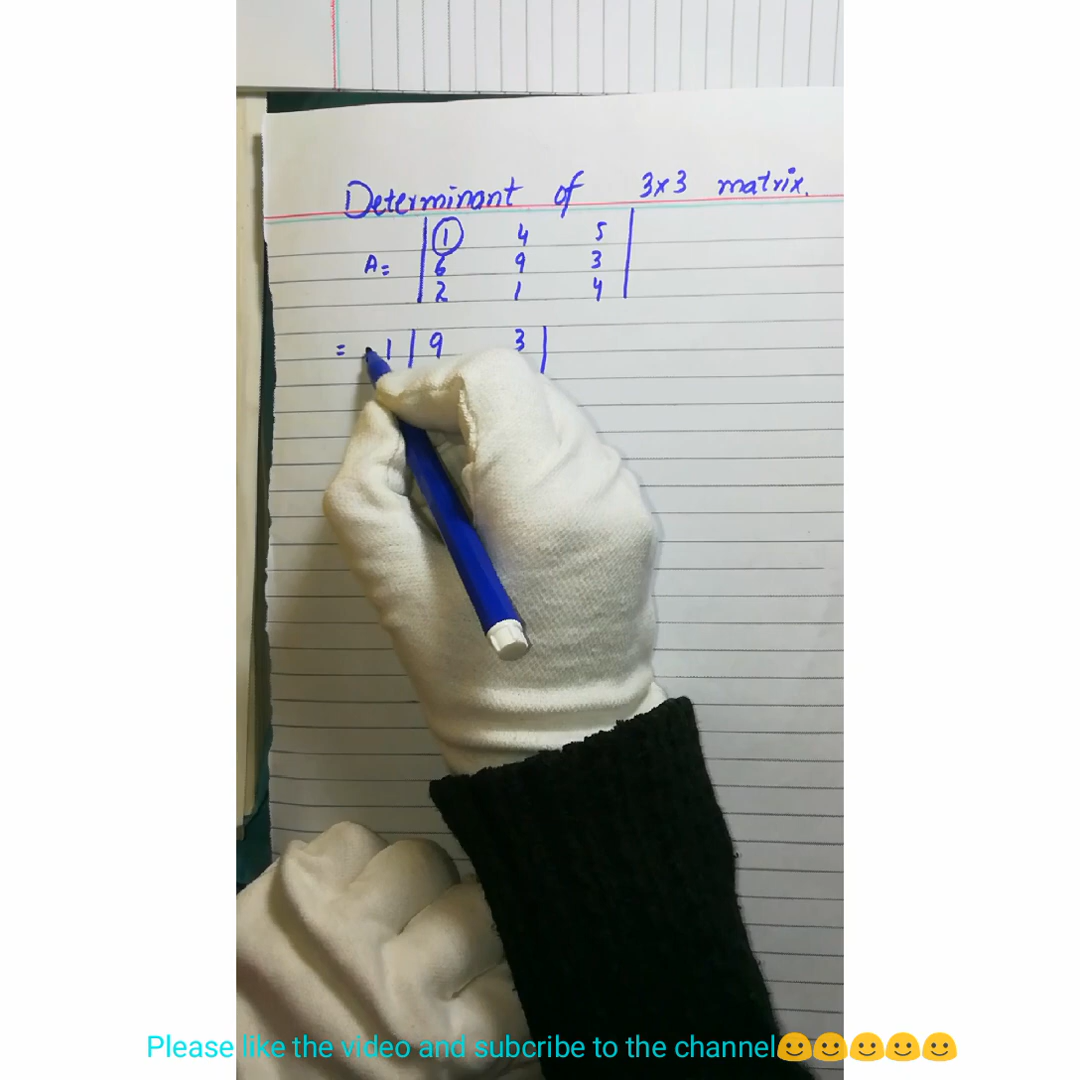 Determinant of 3x3 matrix.
1 4 5
A= 6 9 3
2 1 4
= 1 | 9 3 |
Please like the video and subcribe to the channel🙂🙂🙂🙂🙂